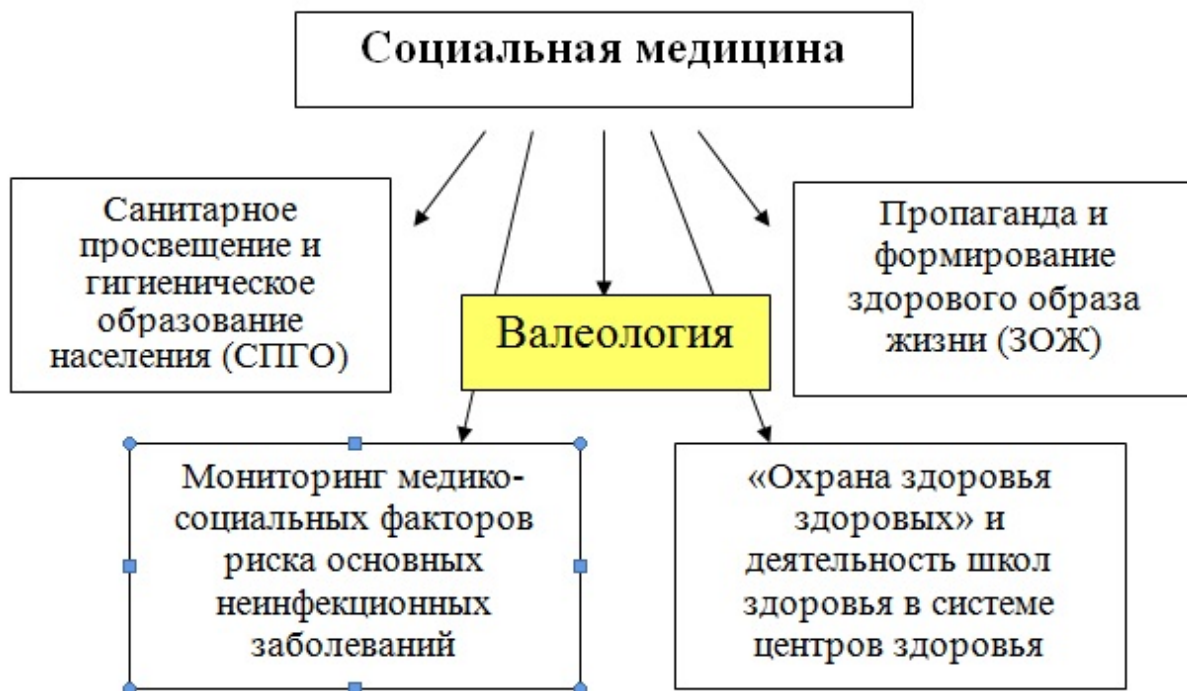 Социальная медицина
Санитарное
просвещение и
гигиеническое
образование
населения (СПГО)
Валеология
Пропаганда и
формирование
здорового образа
жизни (ЗОЖ)
Мониторинг медико-
социальных факторов
риска основных
неинфекционных
заболеваний
«Охрана здоровья
здоровых» и
деятельность школ
здоровья в системе
центров здоровья